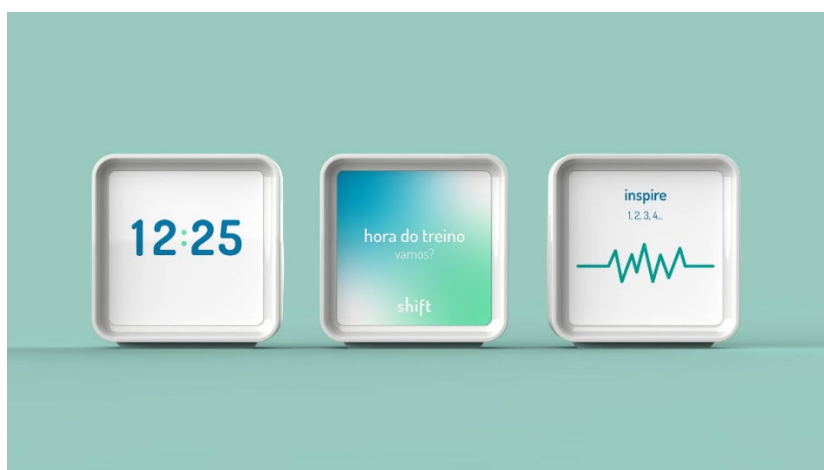 12:25
hora do treino
vamos?
shift
inspire
1, 2, 3, 4...